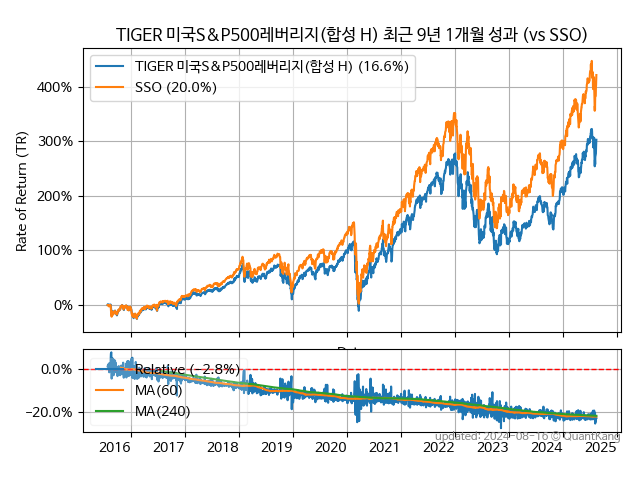 TIGER 미국S&P500레버리지(합성 H) 최근 9년 1개월 성과 (vs SSO)
TIGER 미국S&P500레버리지(합성 H) (16.6%)
SSO (20.0%)
Rate of Return (TR)
400%
300%
200%
100%
0%
0.0%
−20.0%
Relative (−2.8%)
MA(60)
MA(240)
updated: 2024-08-16 © QuantKang
2016 2017 2018 2019 2020 2021 2022 2023 2024 2025